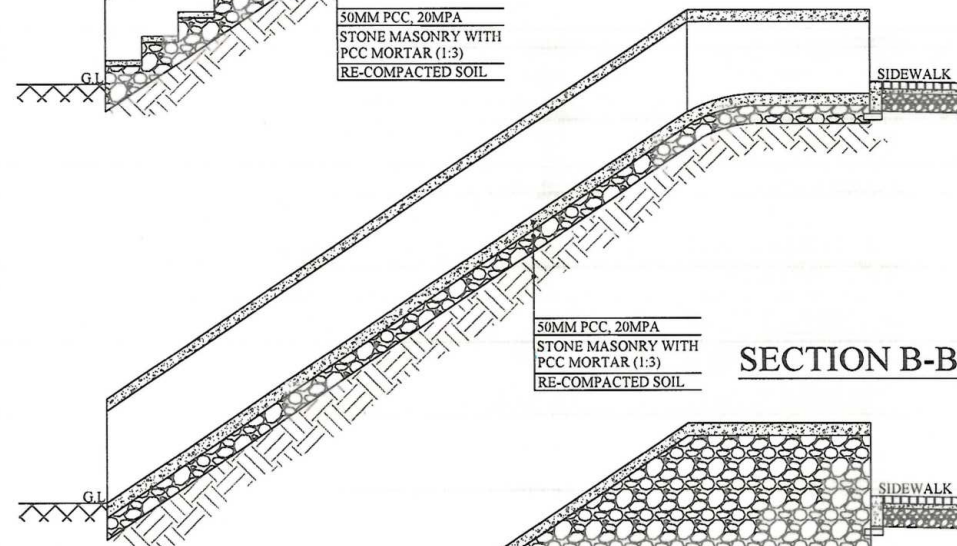 50MM PCC, 20MPA
STONE MASONRY WITH
PCC MORTAR (1:3)
RE-COMPACTED SOIL
G.L
SIDEWALK
50MM PCC, 20MPA
STONE MASONRY WITH
PCC MORTAR (1:3)
RE-COMPACTED SOIL
SECTION B-B
G.L
SIDEWALK